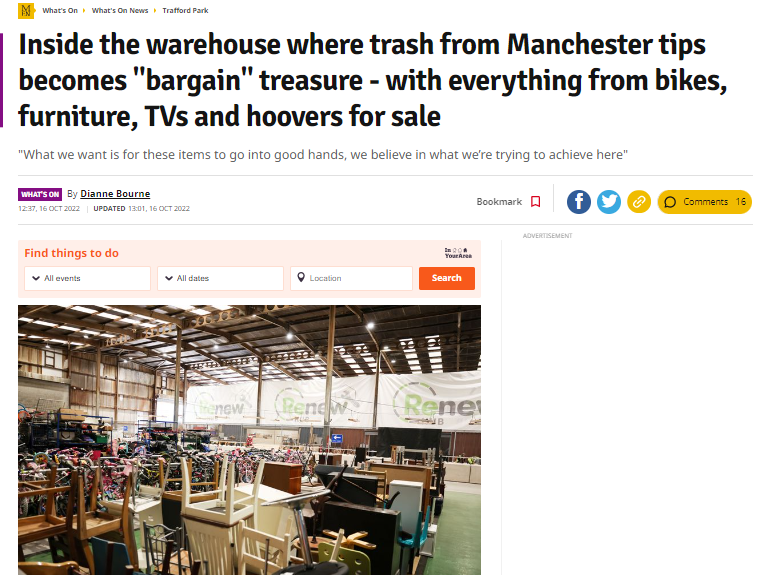 What's On What's On News Trafford Park
Inside the warehouse where trash from Manchester tips
becomes "bargain" treasure - with everything from bikes,
furniture, TVs and hoovers for sale
"What we want is for these items to go into good hands, we believe in what we're trying to achieve here"
WHAT'S ON By Dianne Bourne
12:37, 16 OCT 2022 | UPDATED 13:01, 16 OCT 2022
Bookmark
Comments 16
ADVERTISEMENT
Find things to do
In Your Area
All events All dates Location Search
Renew Renew Rene
HUB